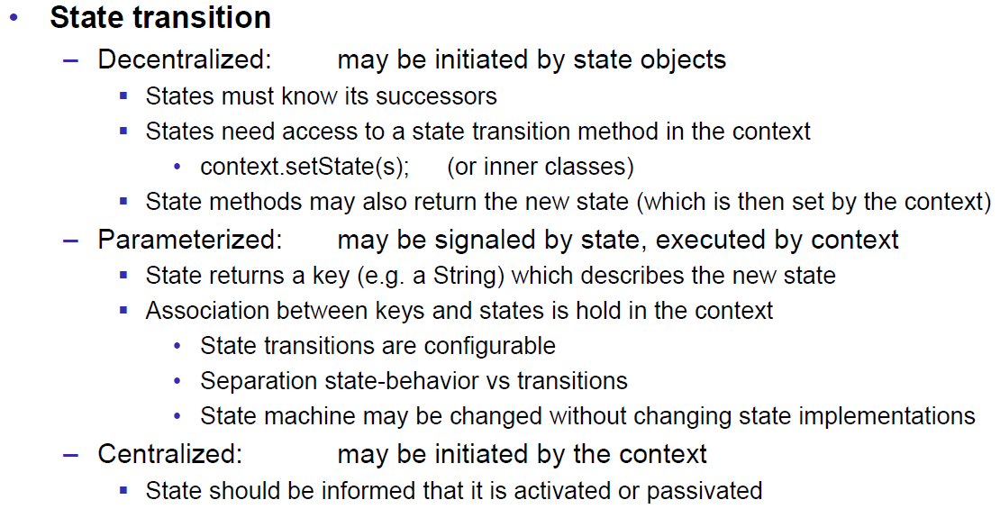 • State transition
– Decentralized: may be initiated by state objects
▪ States must know its successors
▪ States need access to a state transition method in the context
• context.setState(s); (or inner classes)
▪ State methods may also return the new state (which is then set by the context)
– Parameterized: may be signaled by state, executed by context
▪ State returns a key (e.g. a String) which describes the new state
▪ Association between keys and states is hold in the context
• State transitions are configurable
• Separation state-behavior vs transitions
• State machine may be changed without changing state implementations
– Centralized: may be initiated by the context
▪ State should be informed that it is activated or passivated